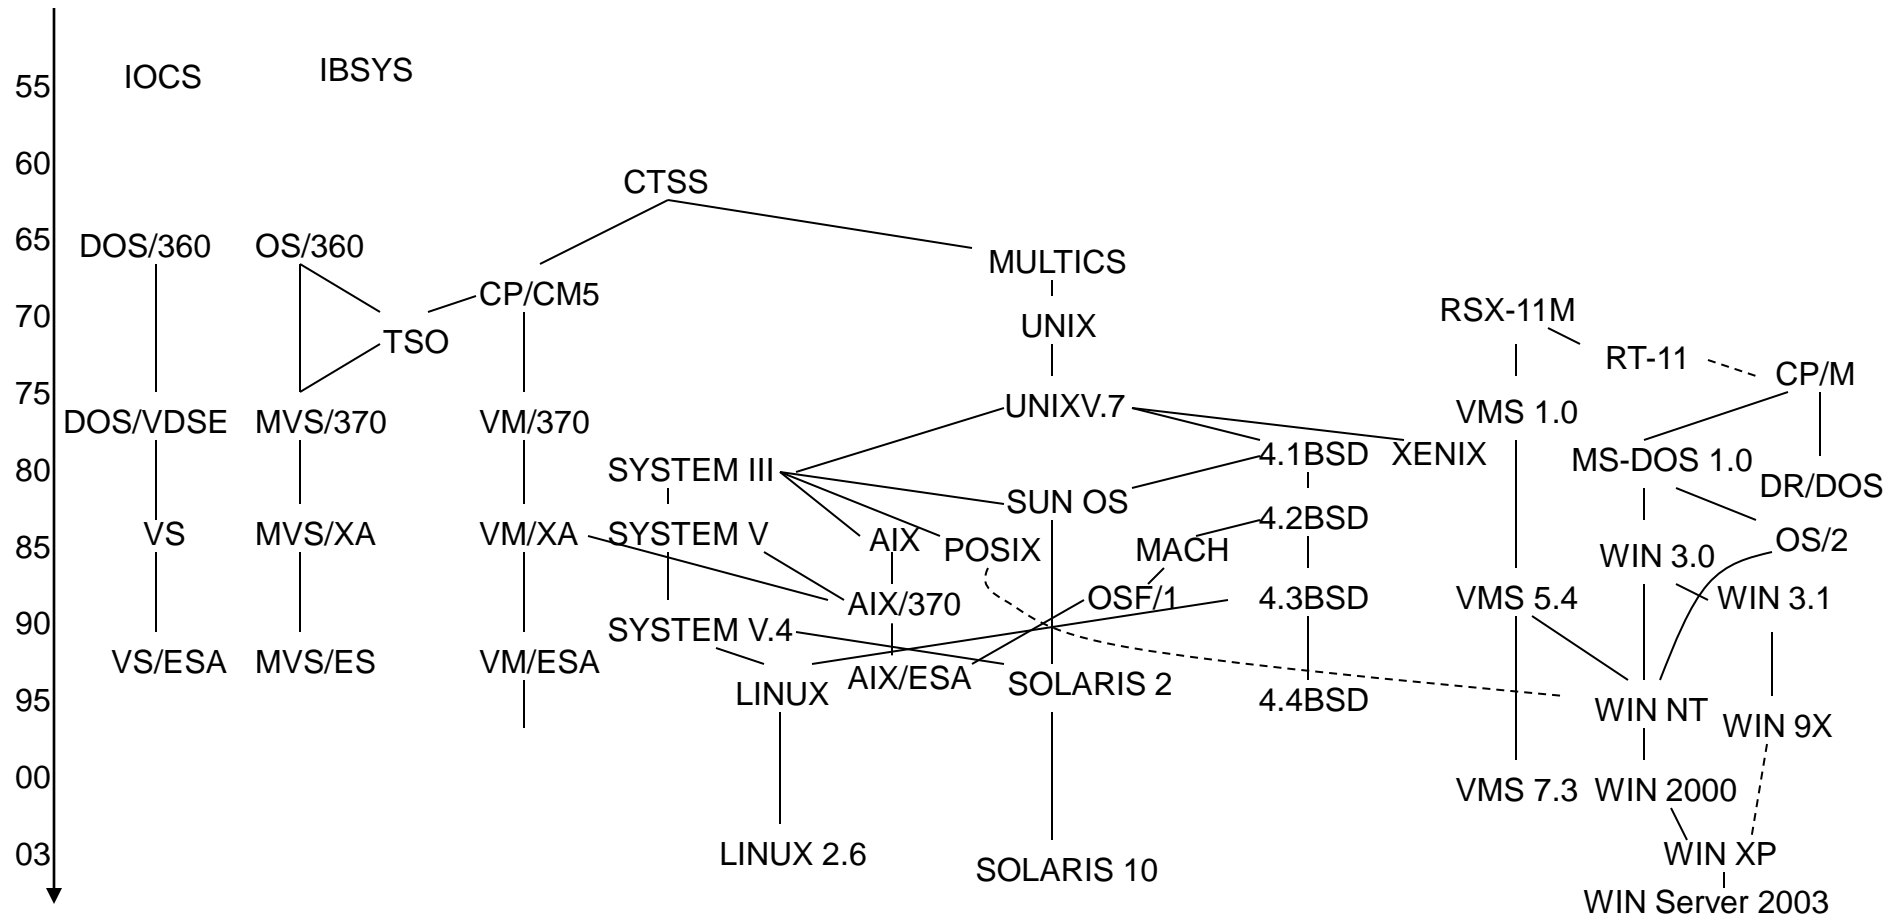 55
IOCS
IBSYS
60
CTSS
65
DOS/360
OS/360
MULTICS
CP/CM5
70
TSO
UNIX
RSX-11M
RT-11
CP/M
75
DOS/VDSE
MVS/370
VM/370
UNIXV.7
VMS 1.0
80
SYSTEM III
4.1BSD
XENIX
MS-DOS 1.0
DR/DOS
SUN OS
4.2BSD
85
VS
MVS/XA
VM/XA
SYSTEM V
AIX
POSIX
MACH
WIN 3.0
OS/2
AIX/370
OSF/1
4.3BSD
VMS 5.4
WIN 3.1
90
SYSTEM V.4
VS/ESA
MVS/ES
VM/ESA
LINUX
AIX/ESA
SOLARIS 2
95
4.4BSD
WIN NT
WIN 9X
00
VMS 7.3
WIN 2000
03
LINUX 2.6
SOLARIS 10
WIN XP
WIN Server 2003